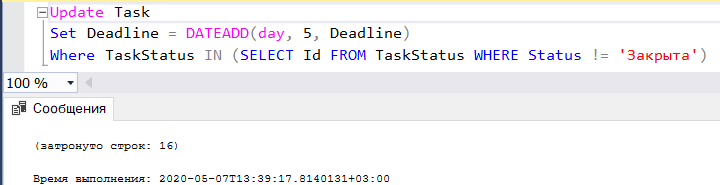 Update Task
Set Deadline = DATEADD(day, 5, Deadline)
Where TaskStatus IN (SELECT Id FROM TaskStatus WHERE Status != 'Закрыта')
100 %
Сообщения
(затронуто строк: 16)
Время выполнения: 2020-05-07T13:39:17.8140131+03:00